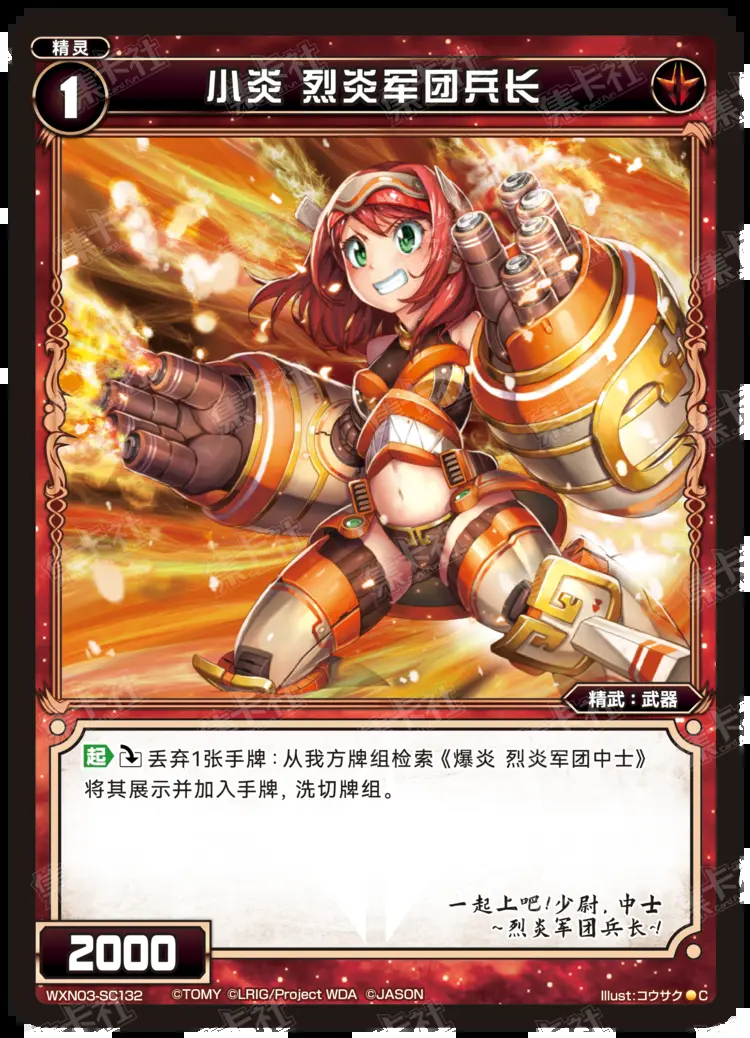 精灵
1
小炎 烈炎军团兵长
精武：武器
起 丢弃1张手牌：从我方牌组检索《爆炎 烈炎军团中士》
将其展示并加入手牌，洗切牌组。
一起上吧！少尉，中士
~烈炎军团兵长~!
2000
WXN03-SC132 ©TOMY ©LRIG/Project WDA ©JASON Illust:コウサク C
集卡社